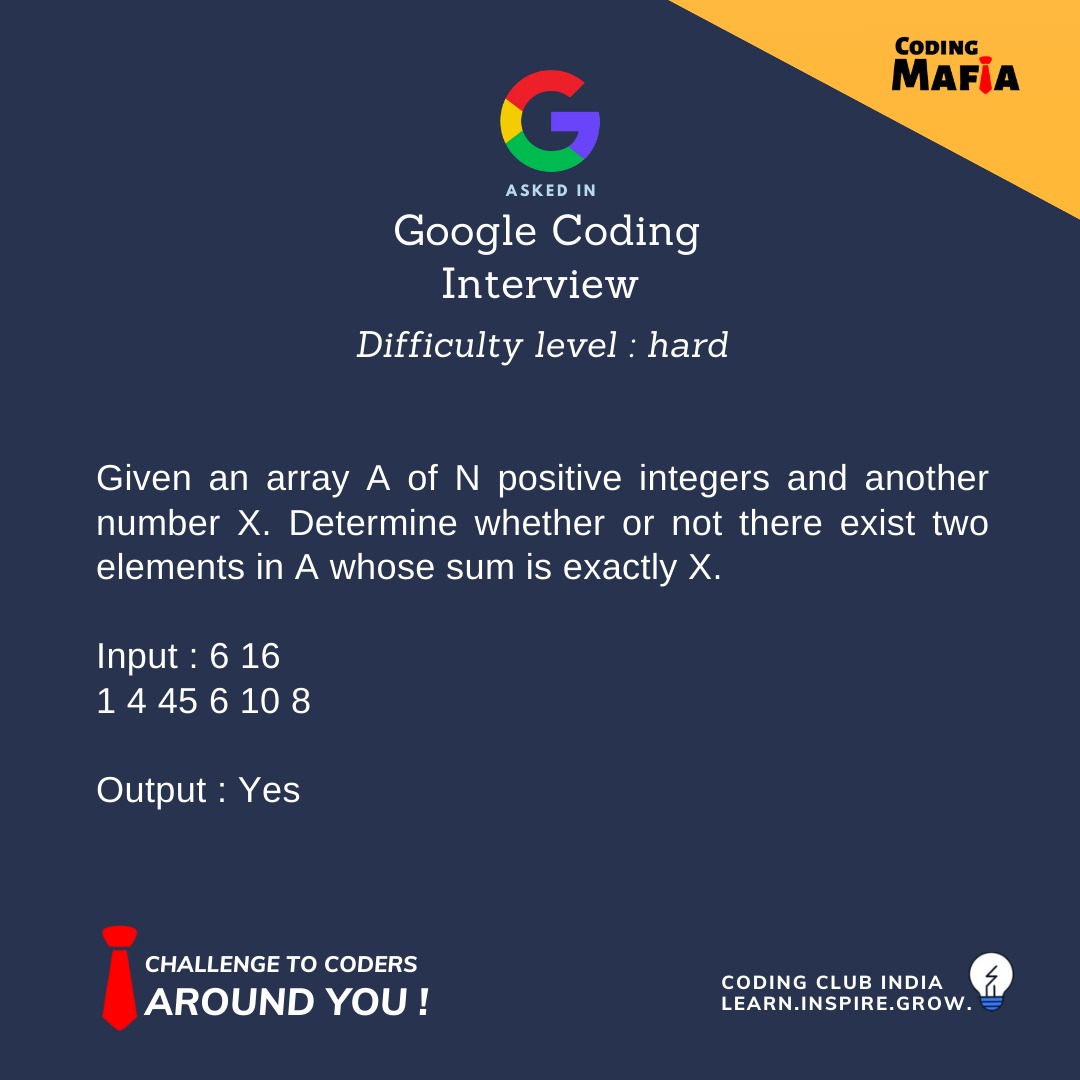 CODING
MAFIA
ASKED IN
Google Coding
Interview
Difficulty level : hard
Given an array A of N positive integers and another
number X. Determine whether or not there exist two
elements in A whose sum is exactly X.
Input : 6 16
1 4 45 6 10 8
Output : Yes
CHALLENGE TO CODERS
AROUND YOU !
CODING CLUB INDIA
LEARN.INSPIRE.GROW.